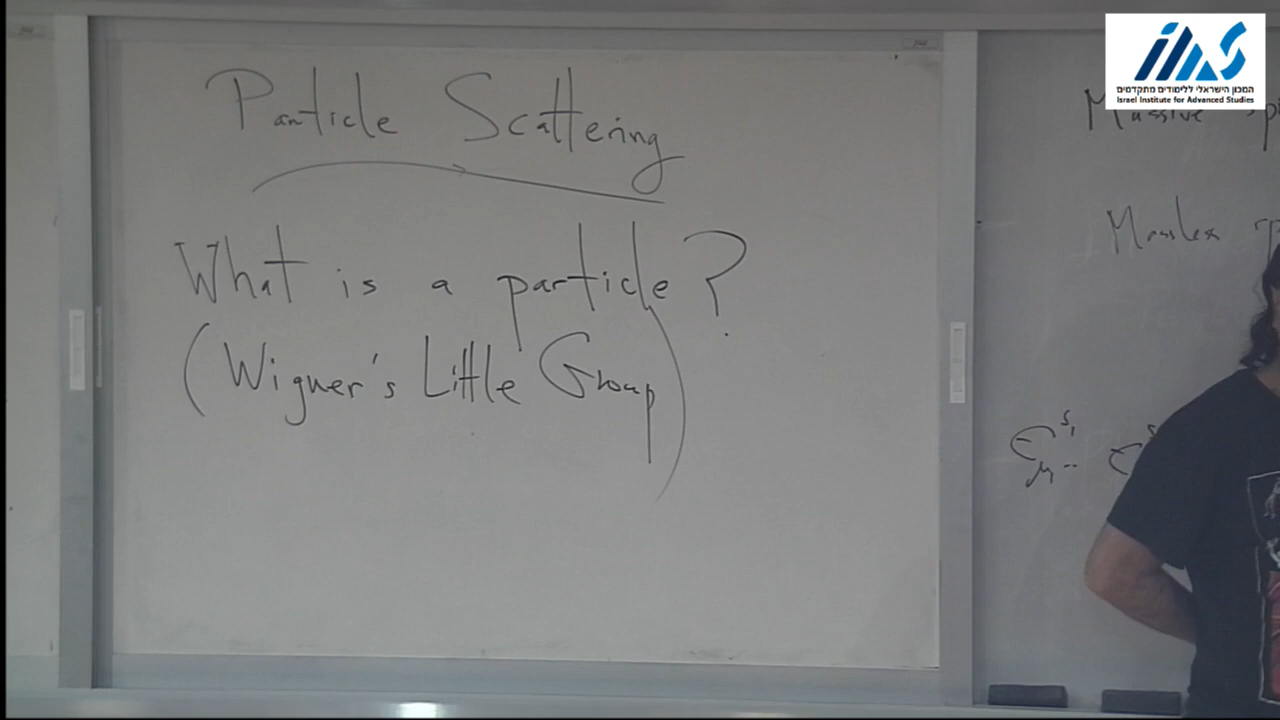 Particle Scattering
What is a particle?
(Wigner's Little Group)
Massive
Massless
המכון הישראלי ללימודים מתקדמים
Israel Institute for Advanced Studies